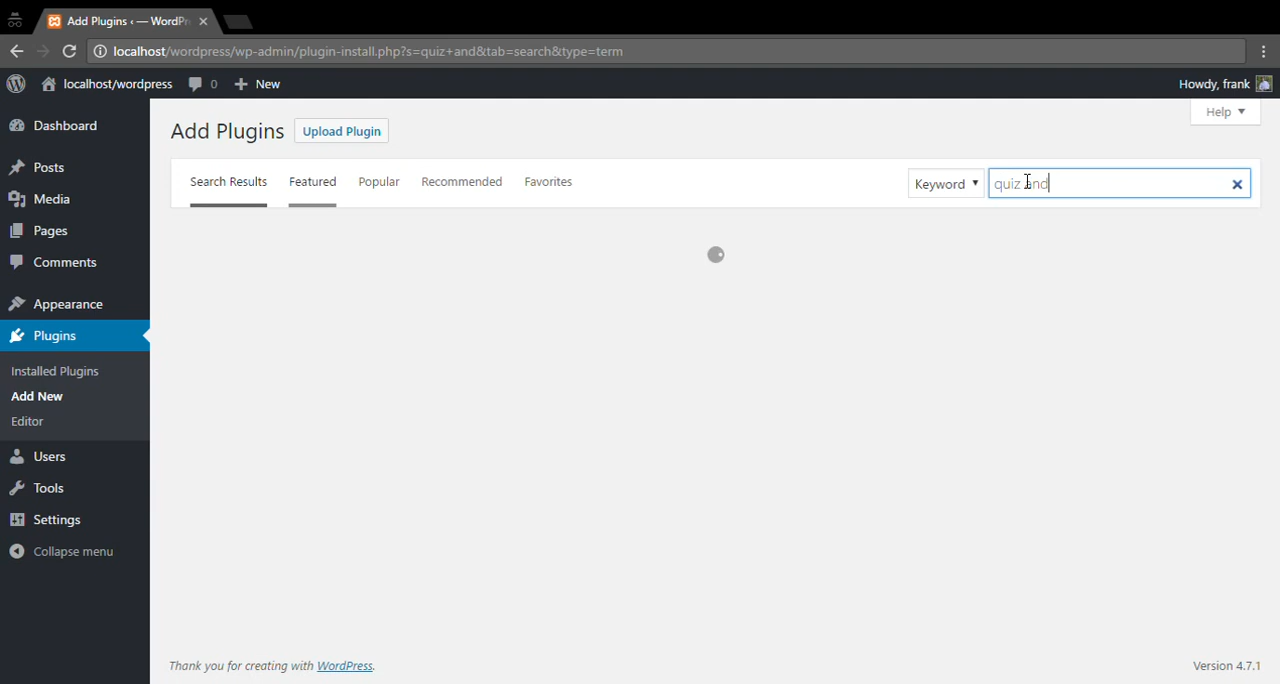 Add Plugins ‹ — WordPr
localhost/wordpress/wp-admin/plugin-install.php?s=quiz+and&tab=search&type=term
localhost/wordpress 0 New Howdy, frank
Help
Add Plugins Upload Plugin
Search Results Featured Popular Recommended Favorites Keyword quiz and
Dashboard
Posts
Media
Pages
Comments
Appearance
Plugins
Installed Plugins
Add New
Editor
Users
Tools
Settings
Collapse menu
Thank you for creating with WordPress. Version 4.7.1